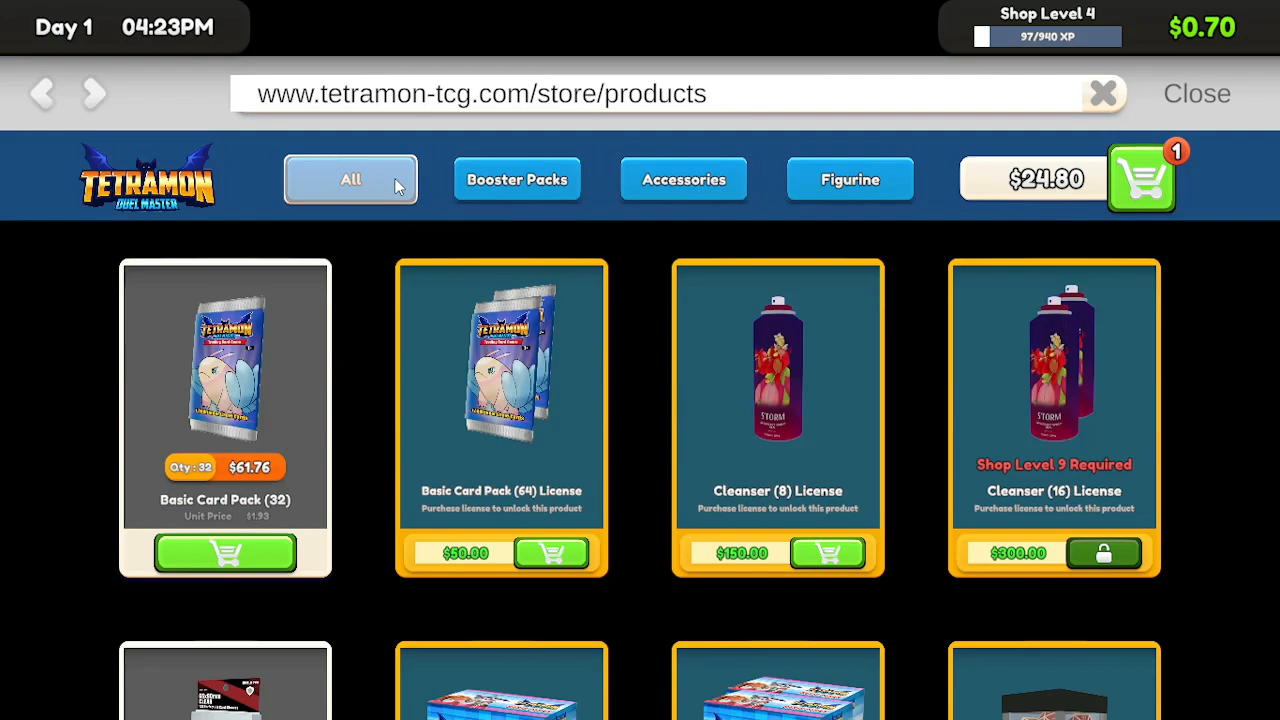 Day 1 04:23PM
Shop Level 4
97/940 XP
$0.70
www.tetramon-tcg.com/store/products
Close
TETRAMON
DUEL MASTER
All
Booster Packs
Accessories
Figurine
$24.80
1
TETRAMON
TETRAMON
STORM
STORM
Qty : 32 $61.76
Basic Card Pack (32)
Unit Price $1.93
Basic Card Pack (64) License
Purchase license to unlock this product
$50.00
Cleanser (8) License
Purchase license to unlock this product
$150.00
Shop Level 9 Required
Cleanser (16) License
Purchase license to unlock this product
$300.00